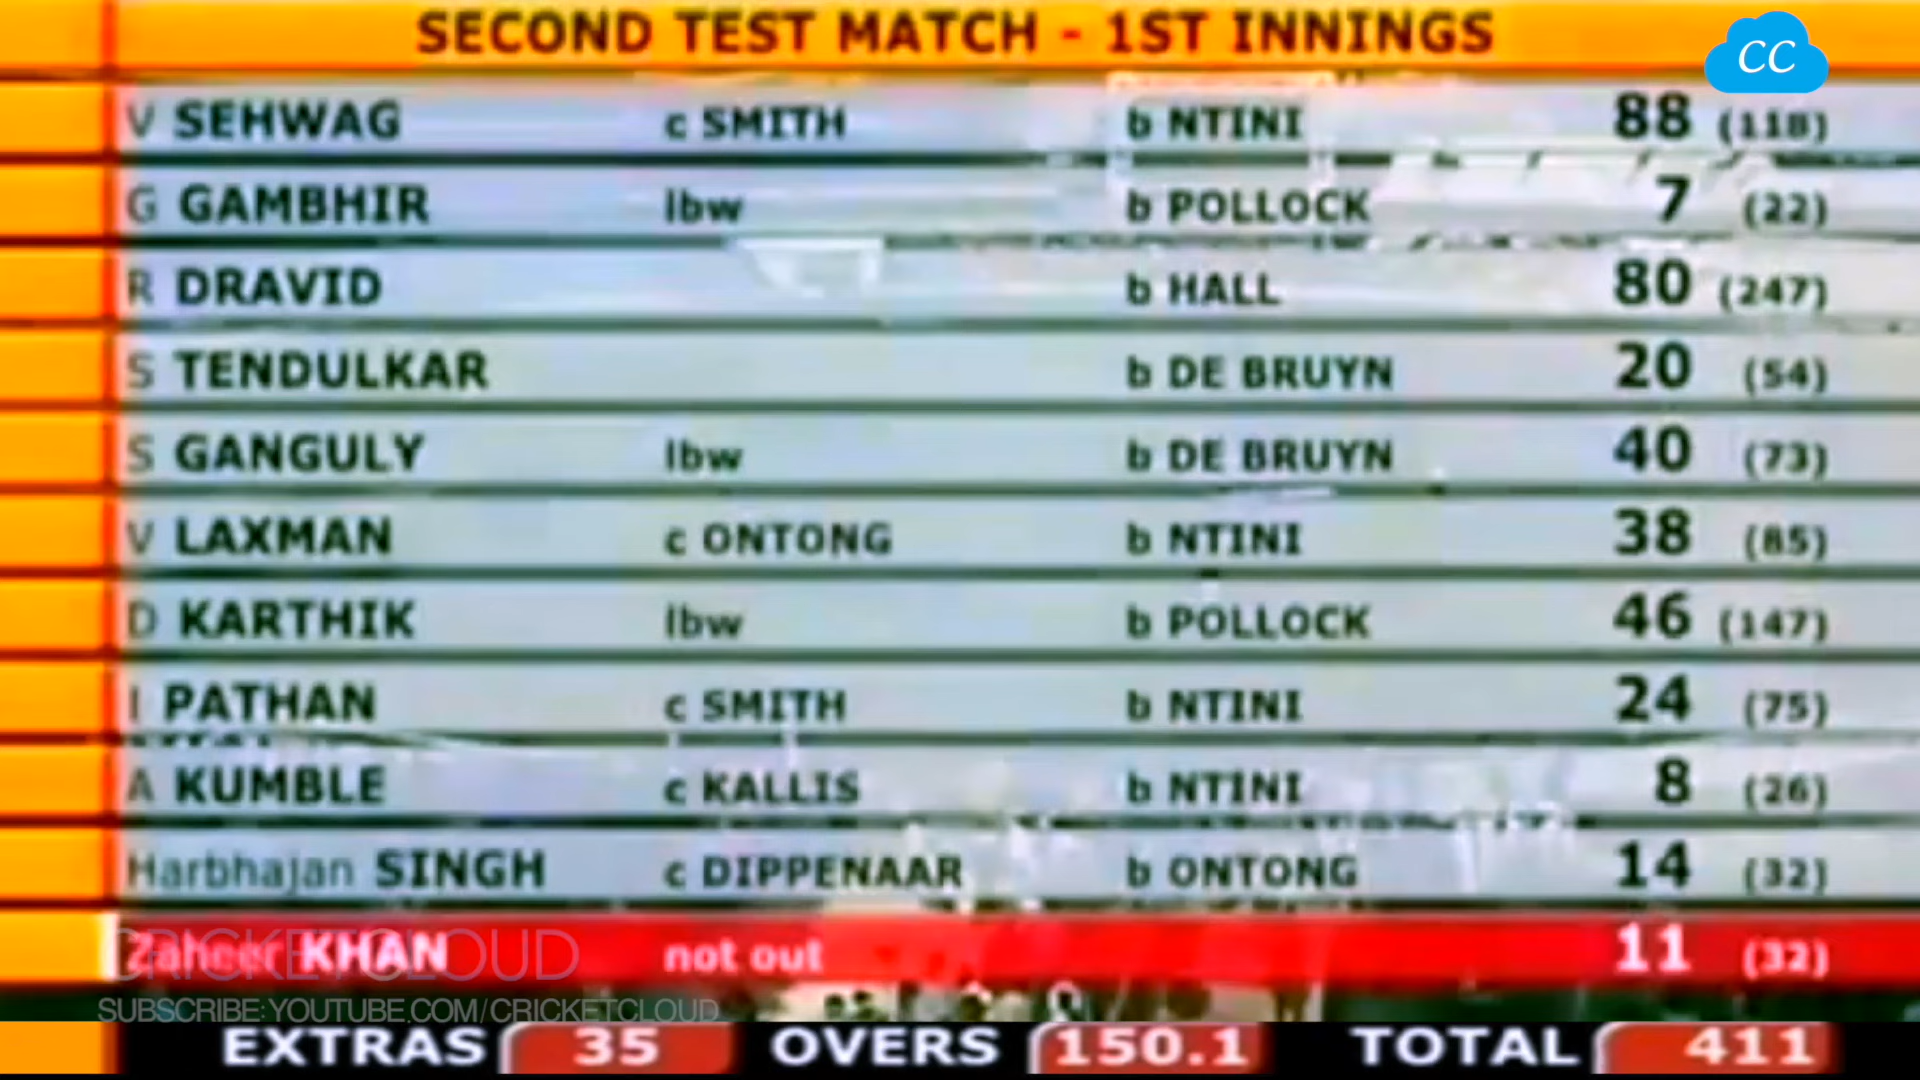 SECOND TEST MATCH - 1ST INNINGS
CC
V SEHWAG c SMITH b NTINI 88 (118)
G GAMBHIR lbw b POLLOCK 7 (22)
R DRAVID b HALL 80 (247)
S TENDULKAR b DE BRUYN 20 (54)
S GANGULY lbw b DE BRUYN 40 (73)
V LAXMAN c ONTONG b NTINI 38 (85)
D KARTHIK lbw b POLLOCK 46 (147)
I PATHAN c SMITH b NTINI 24 (75)
A KUMBLE c KALLIS b NTINI 8 (26)
Harbhajan SINGH c DIPPENAAR b ONTONG 14 (32)
Zaheer KHAN not out 11 (32)
CRICKETCLOUD
SUBSCRIBE:YOUTUBE.COM/CRICKETCLOUD
EXTRAS 35 OVERS 150.1 TOTAL 411